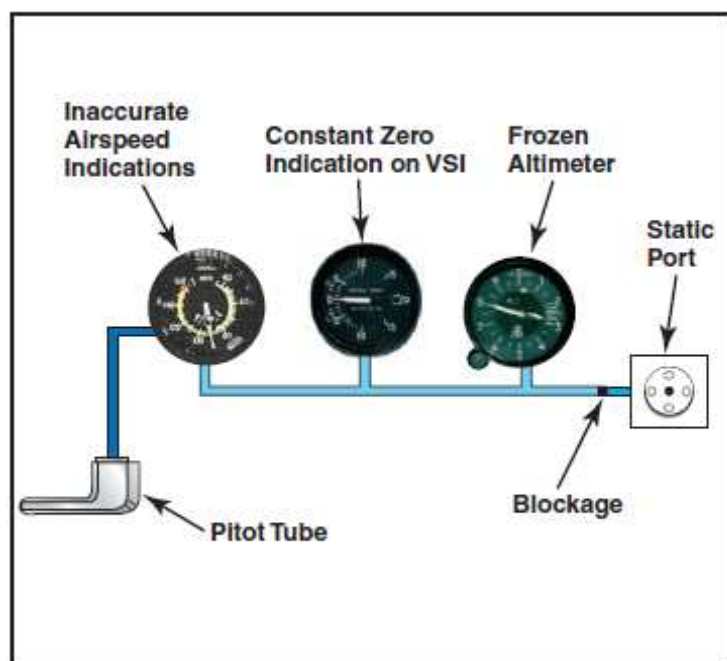 Inaccurate
Airspeed
Indications
Constant Zero
Indication on VSI
Frozen
Altimeter
Static
Port
Blockage
Pitot Tube